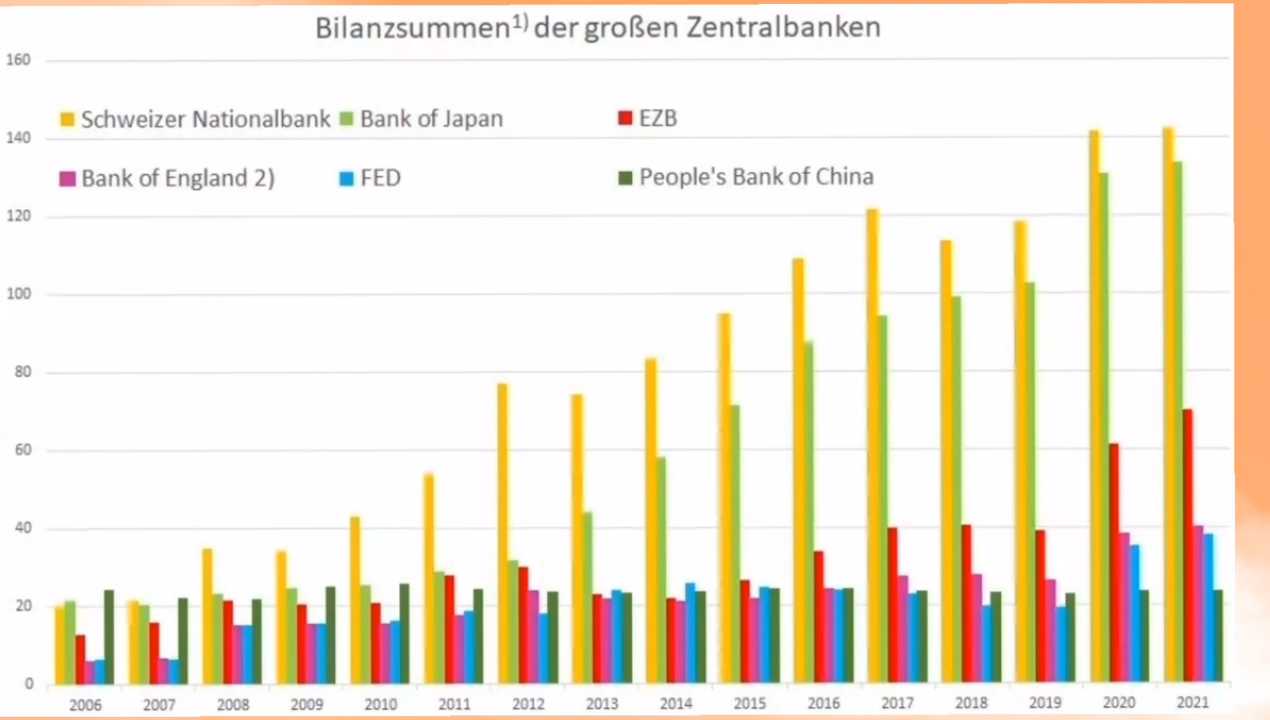 Bilanzsummen1) der großen Zentralbanken
160
Schweizer Nationalbank Bank of Japan EZB
140
Bank of England 2) FED People's Bank of China
120
100
80
60
40
20
0
2006 2007 2008 2009 2010 2011 2012 2013 2014 2015 2016 2017 2018 2019 2020 2021